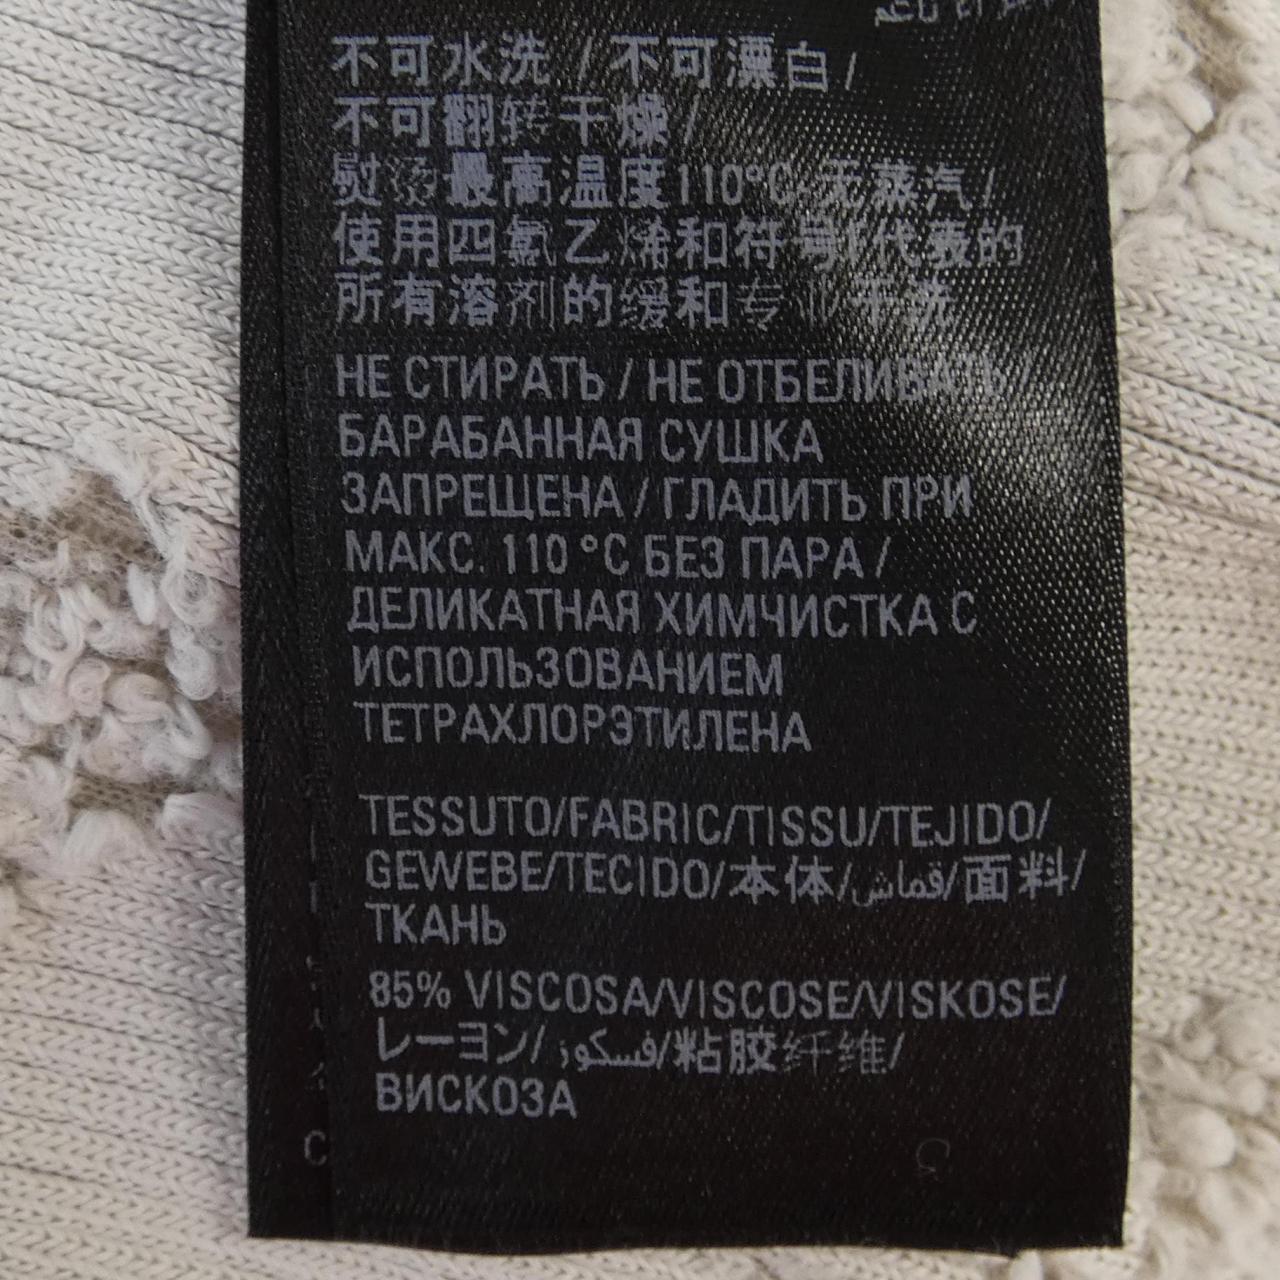 不可水洗 / 不可漂白 /
不可翻转干燥 /
熨烫最高温度110°C-无蒸汽 /
使用四氯乙烯和符号F代表的
所有溶剂的缓和专业干洗
НЕ СТИРАТЬ / НЕ ОТБЕЛИВАТЬ /
БАРАБАННАЯ СУШКА
ЗАПРЕЩЕНА / ГЛАДИТЬ ПРИ
МАКС. 110 °С БЕЗ ПАРА /
ДЕЛИКАТНАЯ ХИМЧИСТКА С
ИСПОЛЬЗОВАНИЕМ
ТЕТРАХЛОРЭТИЛЕНА
TESSUTO/FABRIC/TISSU/TEJIDO/
GEWEBE/TECIDO/本体/قماش/面料/
ТКАНЬ
85% VISCOSA/VISCOSE/VISKOSE/
レーヨン/فسكوز/粘胶纤维/
ВИСКОЗА